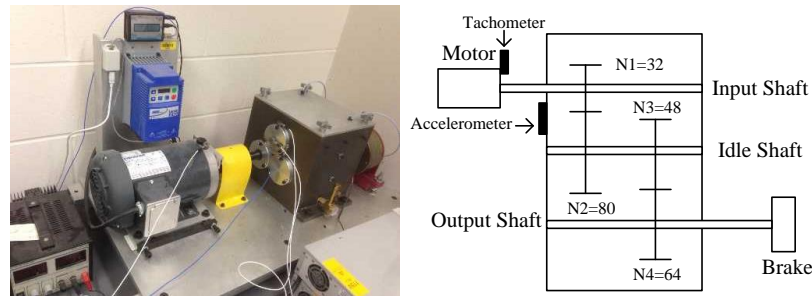 Tachometer
Motor
N1=32
Input Shaft
N3=48
Accelerometer
Idle Shaft
N2=80
Output Shaft
N4=64
Brake